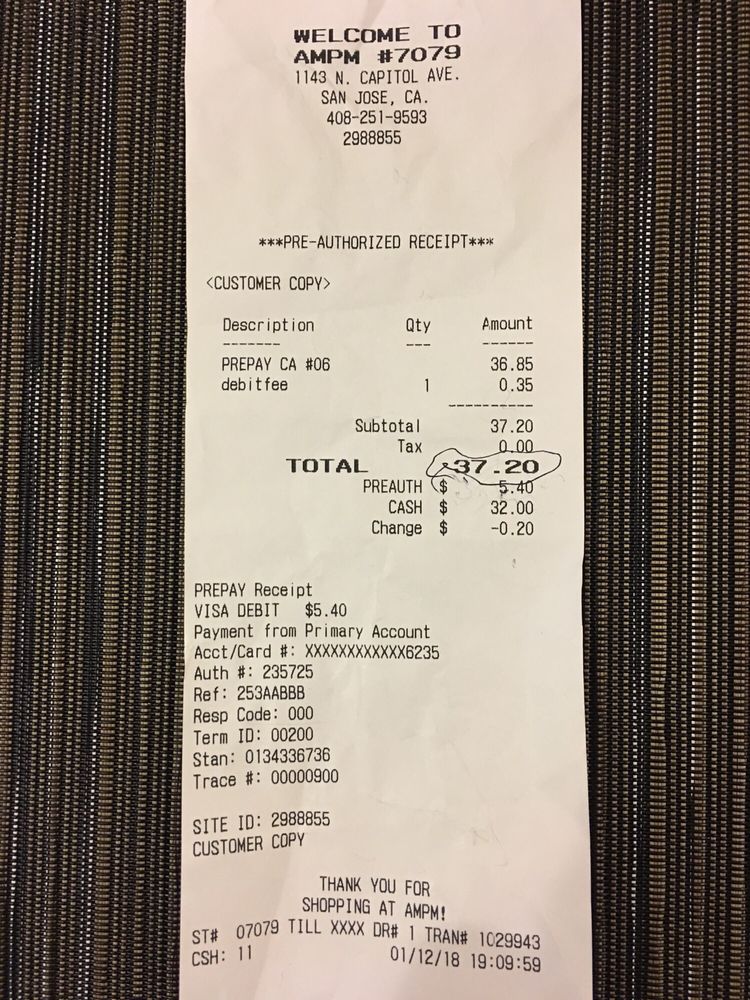 WELCOME TO
AMPM #7079
1143 N. CAPITOL AVE.
SAN JOSE, CA.
408-251-9593
2988855
***PRE-AUTHORIZED RECEIPT***
<CUSTOMER COPY>
Description Qty Amount
------- --- ------
PREPAY CA #06 36.85
debitfee 1 0.35
----------
Subtotal 37.20
Tax 0.00
TOTAL 37.20
PREAUTH $ 5.40
CASH $ 32.00
Change $ -0.20
PREPAY Receipt
VISA DEBIT $5.40
Payment from Primary Account
Acct/Card #: XXXXXXXXXXXX6235
Auth #: 235725
Ref: 253AABBB
Resp Code: 000
Term ID: 00200
Stan: 0134336736
Trace #: 00000900
SITE ID: 2988855
CUSTOMER COPY
THANK YOU FOR
SHOPPING AT AMPM!
ST# 07079 TILL XXXX DR# 1 TRAN# 1029943
CSH: 11 01/12/18 19:09:59